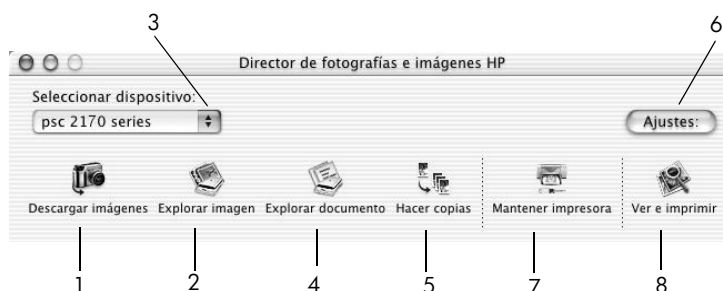 3 6
Director de fotografías e imágenes HP
Seleccionar dispositivo:
psc 2170 series
Ajustes:
Descargar imágenes Explorar imagen Explorar documento Hacer copias Mantener impresora Ver e imprimir
1 2 4 5 7 8